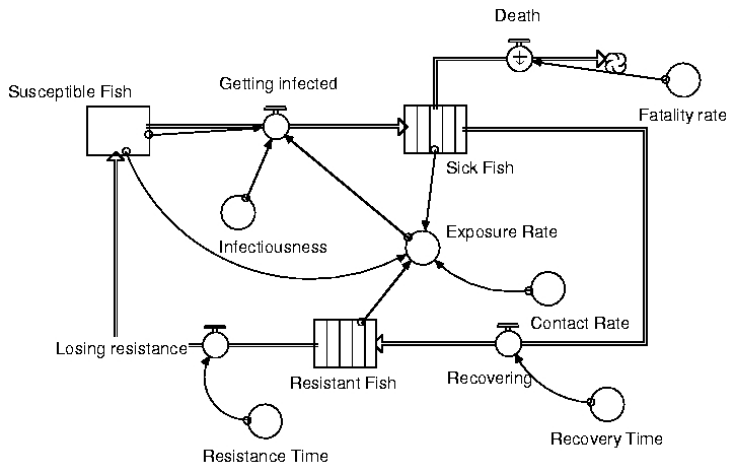 Death
Getting infected
Susceptible Fish
Fatality rate
Sick Fish
Exposure Rate
Infectiousness
Contact Rate
Losing resistance
Resistant Fish
Recovering
Resistance Time
Recovery Time